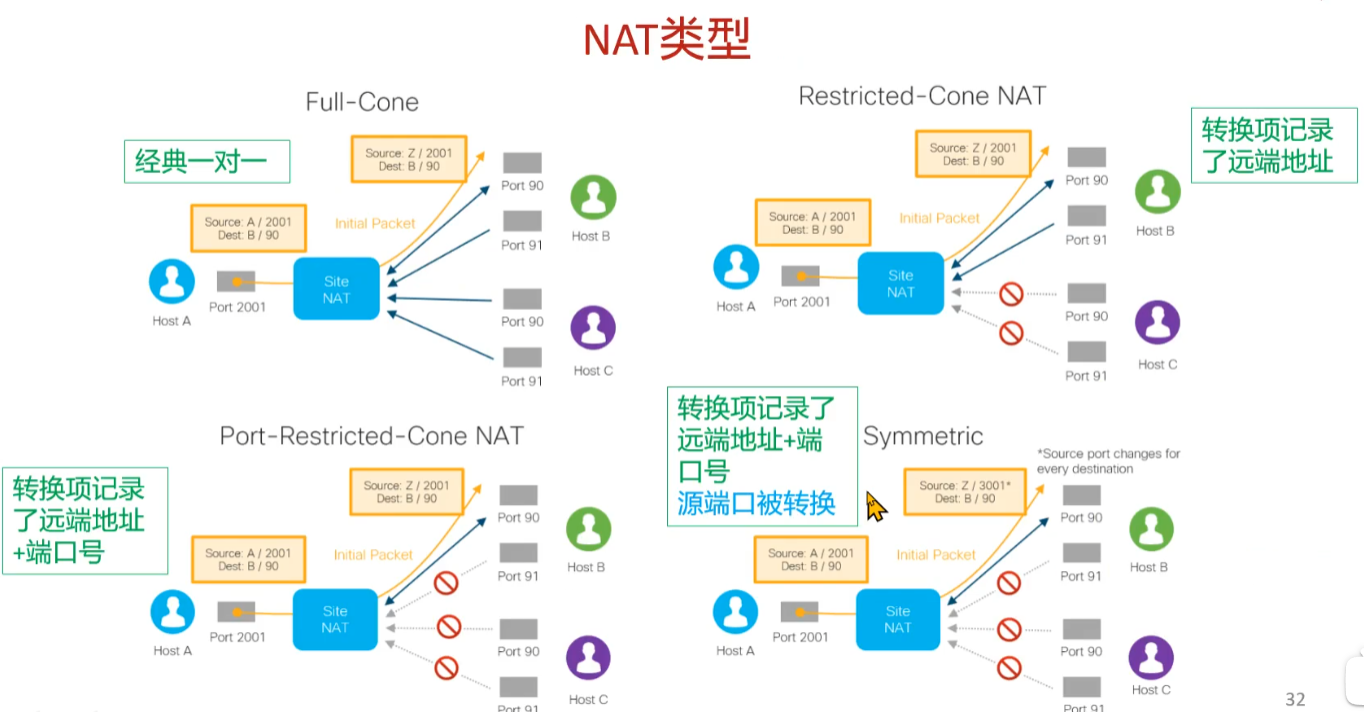 NAT类型
Full-Cone
经典一对一
Source: Z / 2001
Dest: B / 90
Port 90
Source: A / 2001
Dest: B / 90
Initial Packet
Port 91
Host B
Site
NAT
Host A
Port 2001
Port 90
Host C
Port 91
Restricted-Cone NAT
转换项记录
了远端地址
Source: Z / 2001
Dest: B / 90
Port 90
Source: A / 2001
Dest: B / 90
Initial Packet
Port 91
Host B
Site
NAT
Host A
Port 2001
Port 90
Host C
Port 91
Port-Restricted-Cone NAT
转换项记录
了远端地址
+端口号
Source: Z / 2001
Dest: B / 90
Port 90
Source: A / 2001
Dest: B / 90
Initial Packet
Port 91
Host B
Site
NAT
Host A
Port 2001
Port 90
Host C
Port 91
转换项记录了
远端地址+端
口号
源端口被转换
Symmetric
*Source port changes for
every destination
Source: Z / 3001*
Dest: B / 90
Port 90
Source: A / 2001
Dest: B / 90
Initial Packet
Port 91
Host B
Site
NAT
Host A
Port 2001
Port 90
Host C
Port 91
32